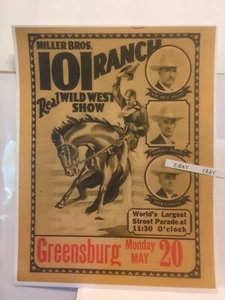 MILLER BROS.
101 RANCH
Real WILD WEST
SHOW
World's Largest
Street Parade at
11:30 O'clock
Greensburg Monday
MAY 20